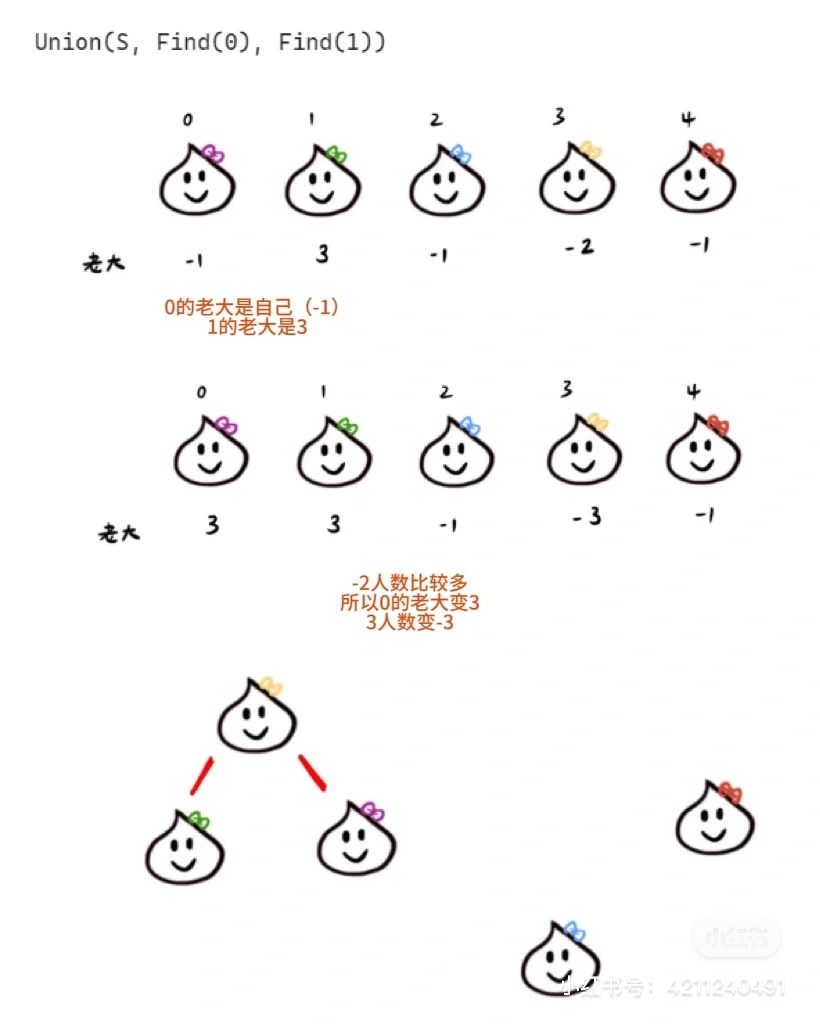 Union(S, Find(0), Find(1))
0 1 2 3 4
老大 -1 3 -1 -2 -1
0的老大是自己（-1）
1的老大是3
0 1 2 3 4
老大 3 3 -1 -3 -1
-2人数比较多
所以0的老大变3
3人数变-3
小红书
小红书号：4211240491